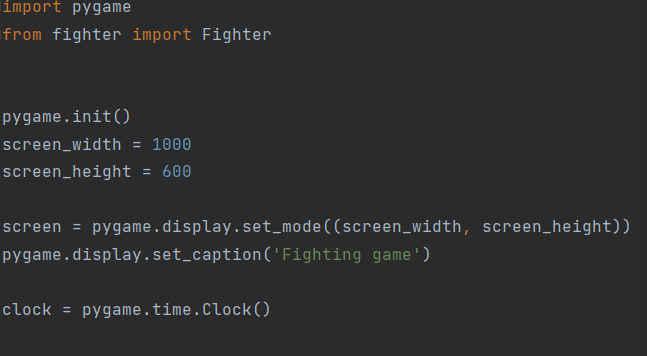 import pygame
from fighter import Fighter
pygame.init()
screen_width = 1000
screen_height = 600
screen = pygame.display.set_mode((screen_width, screen_height))
pygame.display.set_caption('Fighting game')
clock = pygame.time.Clock()